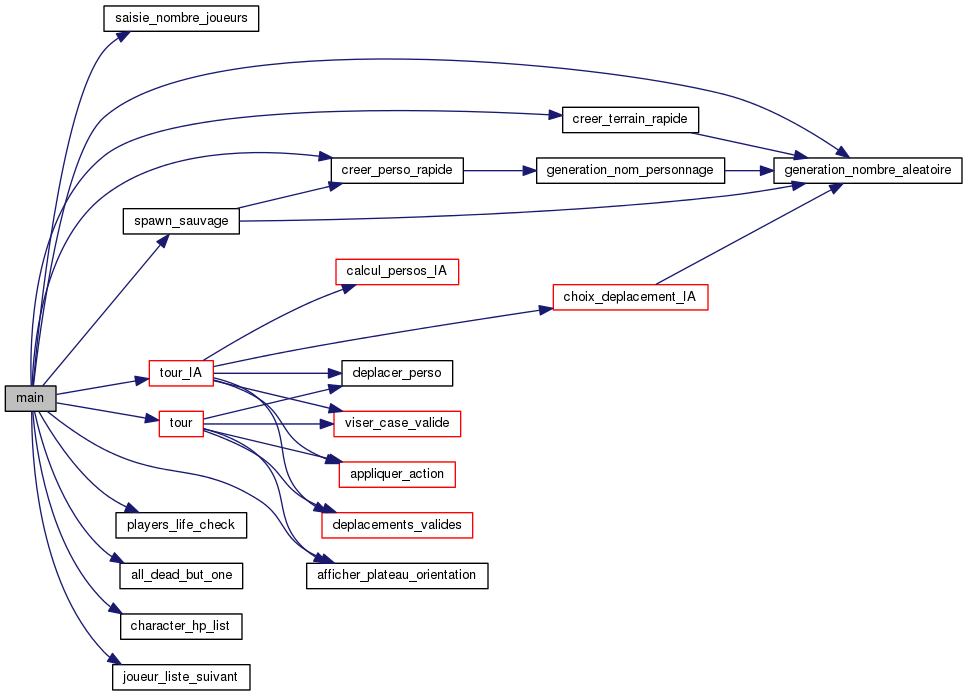 saisie_nombre_joueurs
creer_terrain_rapide
creer_perso_rapide
generation_nom_personnage
generation_nombre_aleatoire
spawn_sauvage
calcul_persos_IA
choix_deplacement_IA
tour_IA
deplacer_perso
main
tour
viser_case_valide
appliquer_action
players_life_check
deplacements_valides
all_dead_but_one
afficher_plateau_orientation
character_hp_list
joueur_liste_suivant